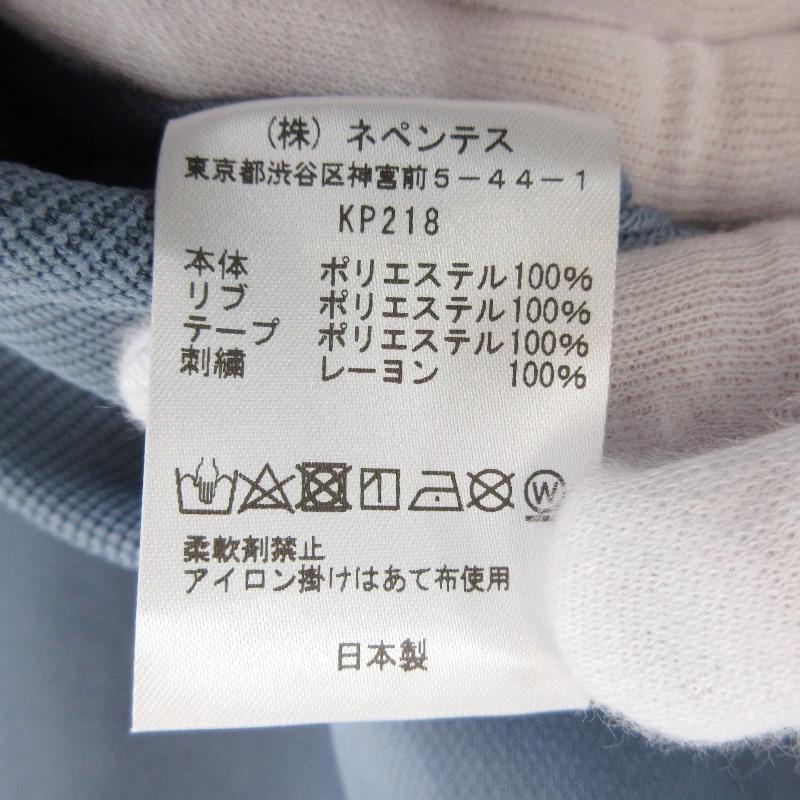 (株) ネペンテス
東京都渋谷区神宮前5-44-1
KP218
本体 ポリエステル100%
リブ ポリエステル100%
テープ ポリエステル100%
刺繍 レーヨン 100%
W
柔軟剤禁止
アイロン掛けはあて布使用
日本製